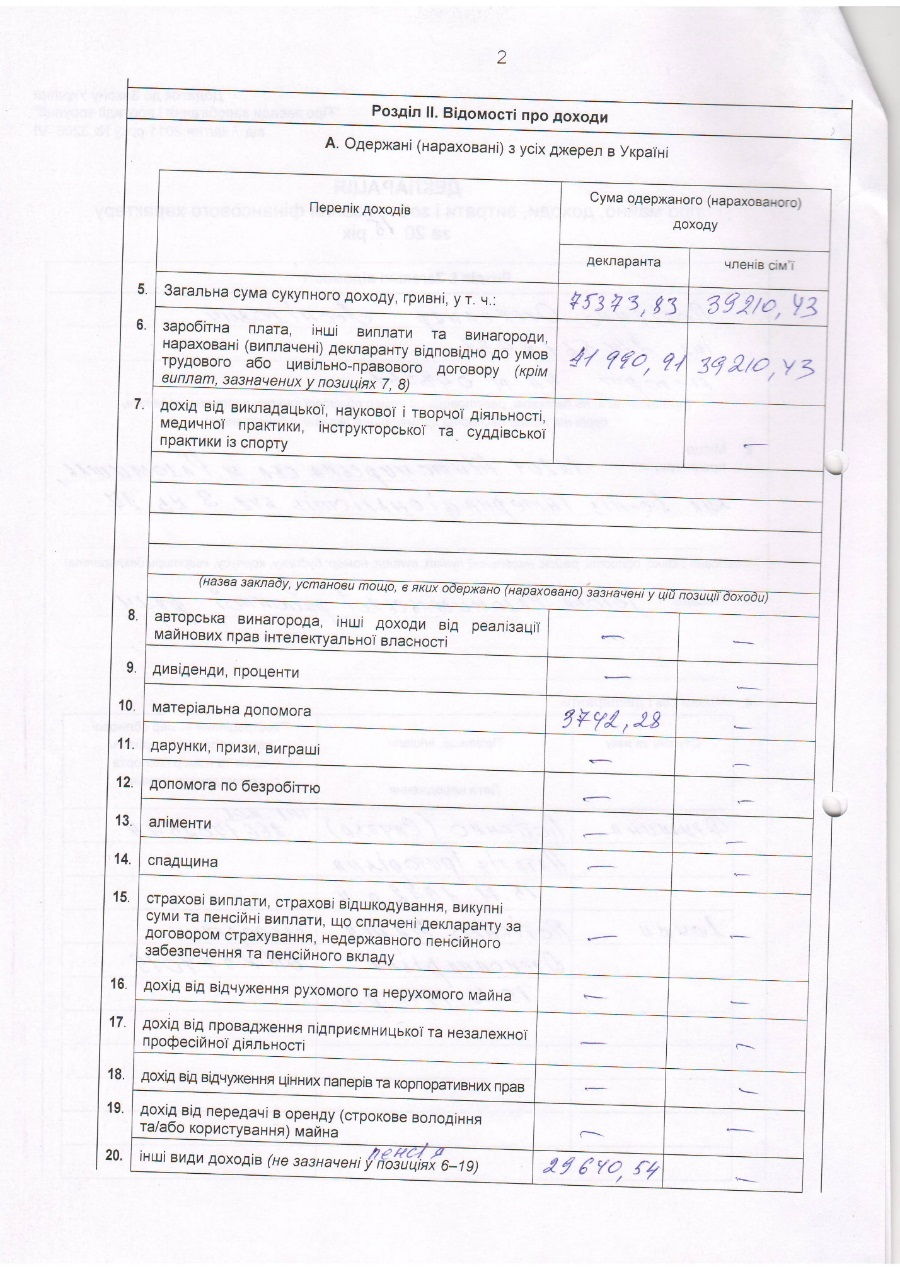 2
Розділ II. Відомості про доходи
А. Одержані (нараховані) з усіх джерел в Україні
Перелік доходів
Сума одержаного (нарахованого)
доходу
декларанта
членів сім'ї
5. Загальна сума сукупного доходу, гривні, у т. ч.: 75373,83 39210,43
6. заробітна плата, інші виплати та винагороди,
нараховані (виплачені) декларанту відповідно до умов
трудового або цивільно-правового договору (крім
виплат, зазначених у позиціях 7, 8)
41990,91 39210,43
7. дохід від викладацької, наукової і творчої діяльності,
медичної практики, інструкторської та суддівської
практики із спорту –
(назва закладу, установи тощо, в яких одержано (нараховано) зазначені у цій позиції доходи)
8. авторська винагорода, інші доходи від реалізації
майнових прав інтелектуальної власності – –
9. дивіденди, проценти – –
10. матеріальна допомога 3742,28 –
11. дарунки, призи, виграші – –
12. допомога по безробіттю – –
13. аліменти – –
14. спадщина – –
15. страхові виплати, страхові відшкодування, викупні
суми та пенсійні виплати, що сплачені декларанту за
договором страхування, недержавного пенсійного
забезпечення та пенсійного вкладу – –
16. дохід від відчуження рухомого та нерухомого майна – –
17. дохід від провадження підприємницької та незалежної
професійної діяльності – –
18. дохід від відчуження цінних паперів та корпоративних прав – –
19. дохід від передачі в оренду (строкове володіння
та/або користування) майна – –
пенсія
20. інші види доходів (не зазначені у позиціях 6–19) 29640,54 –